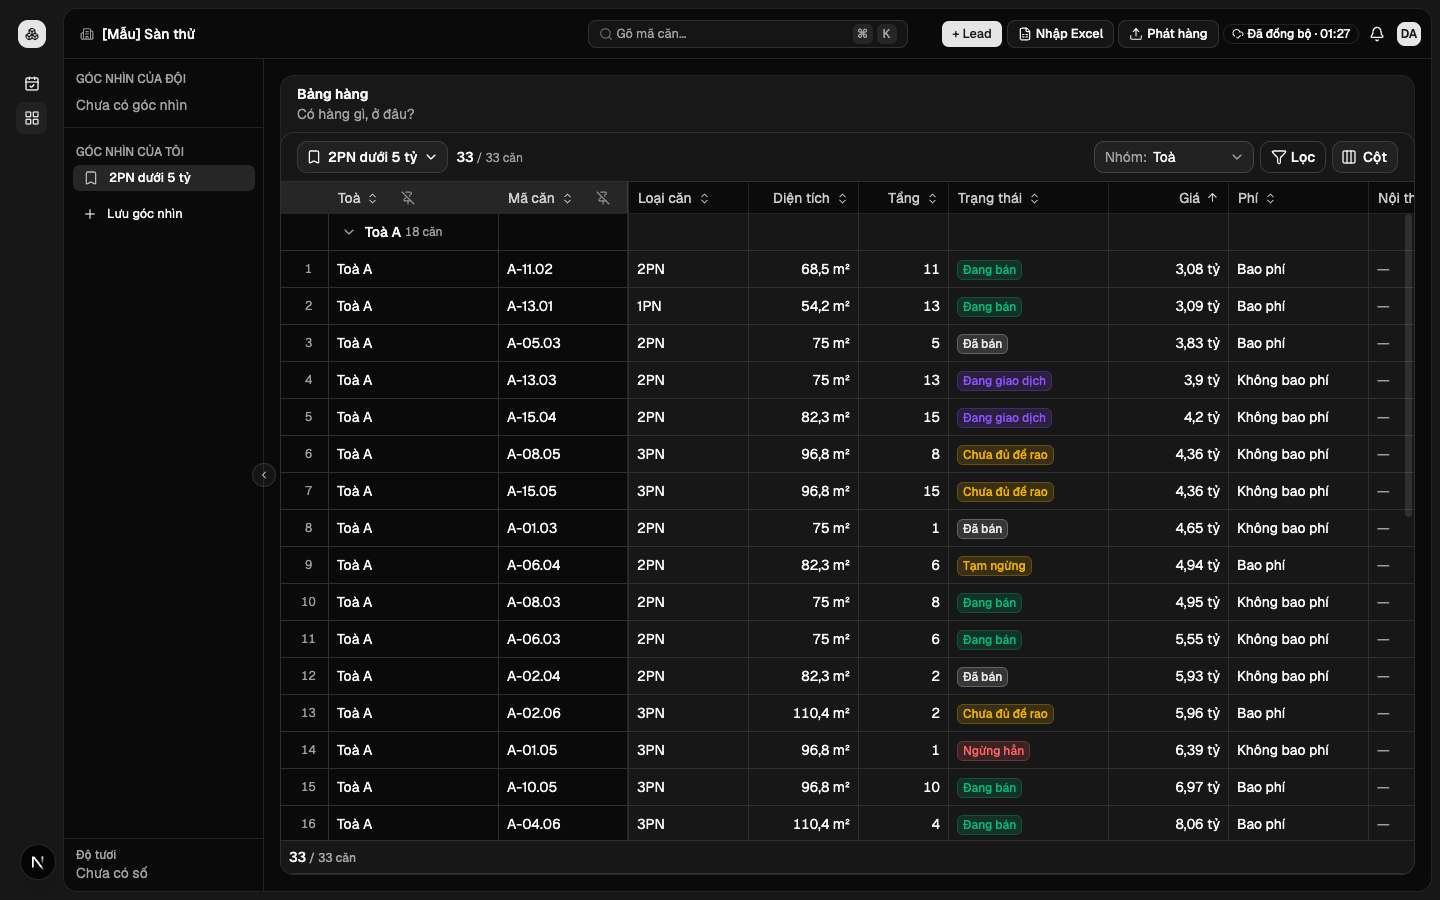 [Mẫu] Sàn thử
Gõ mã căn...
⌘ K
+ Lead
Nhập Excel
Phát hàng
Đã đồng bộ · 01:27
DA
GÓC NHÌN CỦA ĐỘI
Chưa có góc nhìn
GÓC NHÌN CỦA TÔI
2PN dưới 5 tỷ
Lưu góc nhìn
Độ tươi
Chưa có số
N
Bảng hàng
Có hàng gì, ở đâu?
2PN dưới 5 tỷ
33 / 33 căn
Nhóm: Toà
Lọc
Cột
Toà Mã căn Loại căn Diện tích Tầng Trạng thái Giá Phí Nội th
Toà A 18 căn
1 Toà A A-11.02 2PN 68,5 m² 11 Đang bán 3,08 tỷ Bao phí —
2 Toà A A-13.01 1PN 54,2 m² 13 Đang bán 3,09 tỷ Bao phí —
3 Toà A A-05.03 2PN 75 m² 5 Đã bán 3,83 tỷ Bao phí —
4 Toà A A-13.03 2PN 75 m² 13 Đang giao dịch 3,9 tỷ Không bao phí —
5 Toà A A-15.04 2PN 82,3 m² 15 Đang giao dịch 4,2 tỷ Không bao phí —
6 Toà A A-08.05 3PN 96,8 m² 8 Chưa đủ để rao 4,36 tỷ Không bao phí —
7 Toà A A-15.05 3PN 96,8 m² 15 Chưa đủ để rao 4,36 tỷ Không bao phí —
8 Toà A A-01.03 2PN 75 m² 1 Đã bán 4,65 tỷ Không bao phí —
9 Toà A A-06.04 2PN 82,3 m² 6 Tạm ngừng 4,94 tỷ Bao phí —
10 Toà A A-08.03 2PN 75 m² 8 Đang bán 4,95 tỷ Không bao phí —
11 Toà A A-06.03 2PN 75 m² 6 Đang bán 5,55 tỷ Không bao phí —
12 Toà A A-02.04 2PN 82,3 m² 2 Đã bán 5,93 tỷ Không bao phí —
13 Toà A A-02.06 3PN 110,4 m² 2 Chưa đủ để rao 5,96 tỷ Bao phí —
14 Toà A A-01.05 3PN 96,8 m² 1 Ngừng hẳn 6,39 tỷ Không bao phí —
15 Toà A A-10.05 3PN 96,8 m² 10 Đang bán 6,97 tỷ Bao phí —
16 Toà A A-04.06 3PN 110,4 m² 4 Đang bán 8,06 tỷ Bao phí —
33 / 33 căn